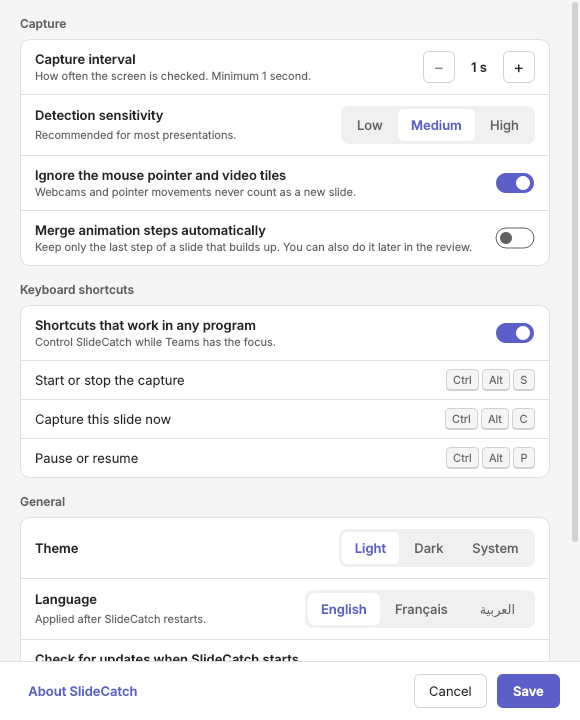 Capture
Capture interval
How often the screen is checked. Minimum 1 second.
− 1 s +
Detection sensitivity
Recommended for most presentations.
Low Medium High
Ignore the mouse pointer and video tiles
Webcams and pointer movements never count as a new slide.
Merge animation steps automatically
Keep only the last step of a slide that builds up. You can also do it later in the review.
Keyboard shortcuts
Shortcuts that work in any program
Control SlideCatch while Teams has the focus.
Start or stop the capture Ctrl Alt S
Capture this slide now Ctrl Alt C
Pause or resume Ctrl Alt P
General
Theme Light Dark System
Language
Applied after SlideCatch restarts.
English Français العربية
Check for updates when SlideCatch starts
About SlideCatch Cancel Save